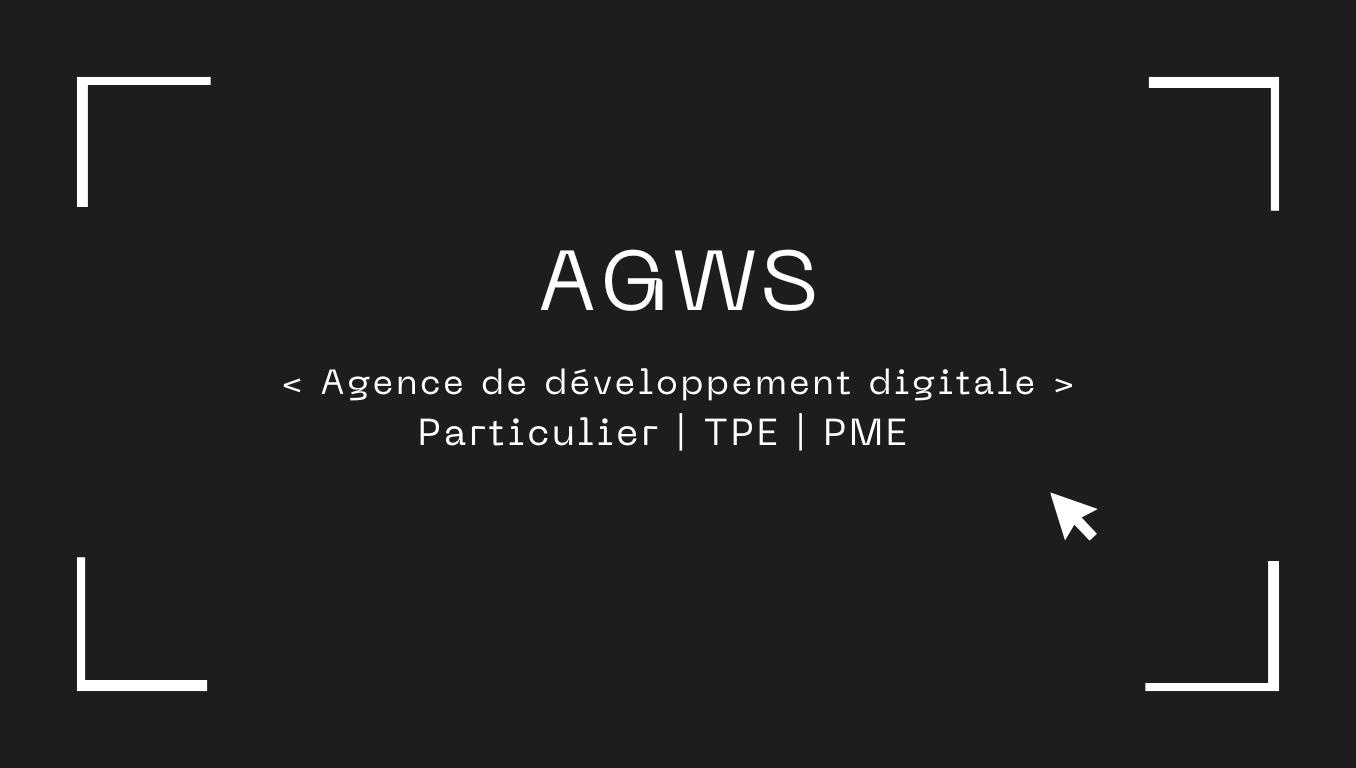 AGWS
< Agence de développement digitale >
Particulier | TPE | PME